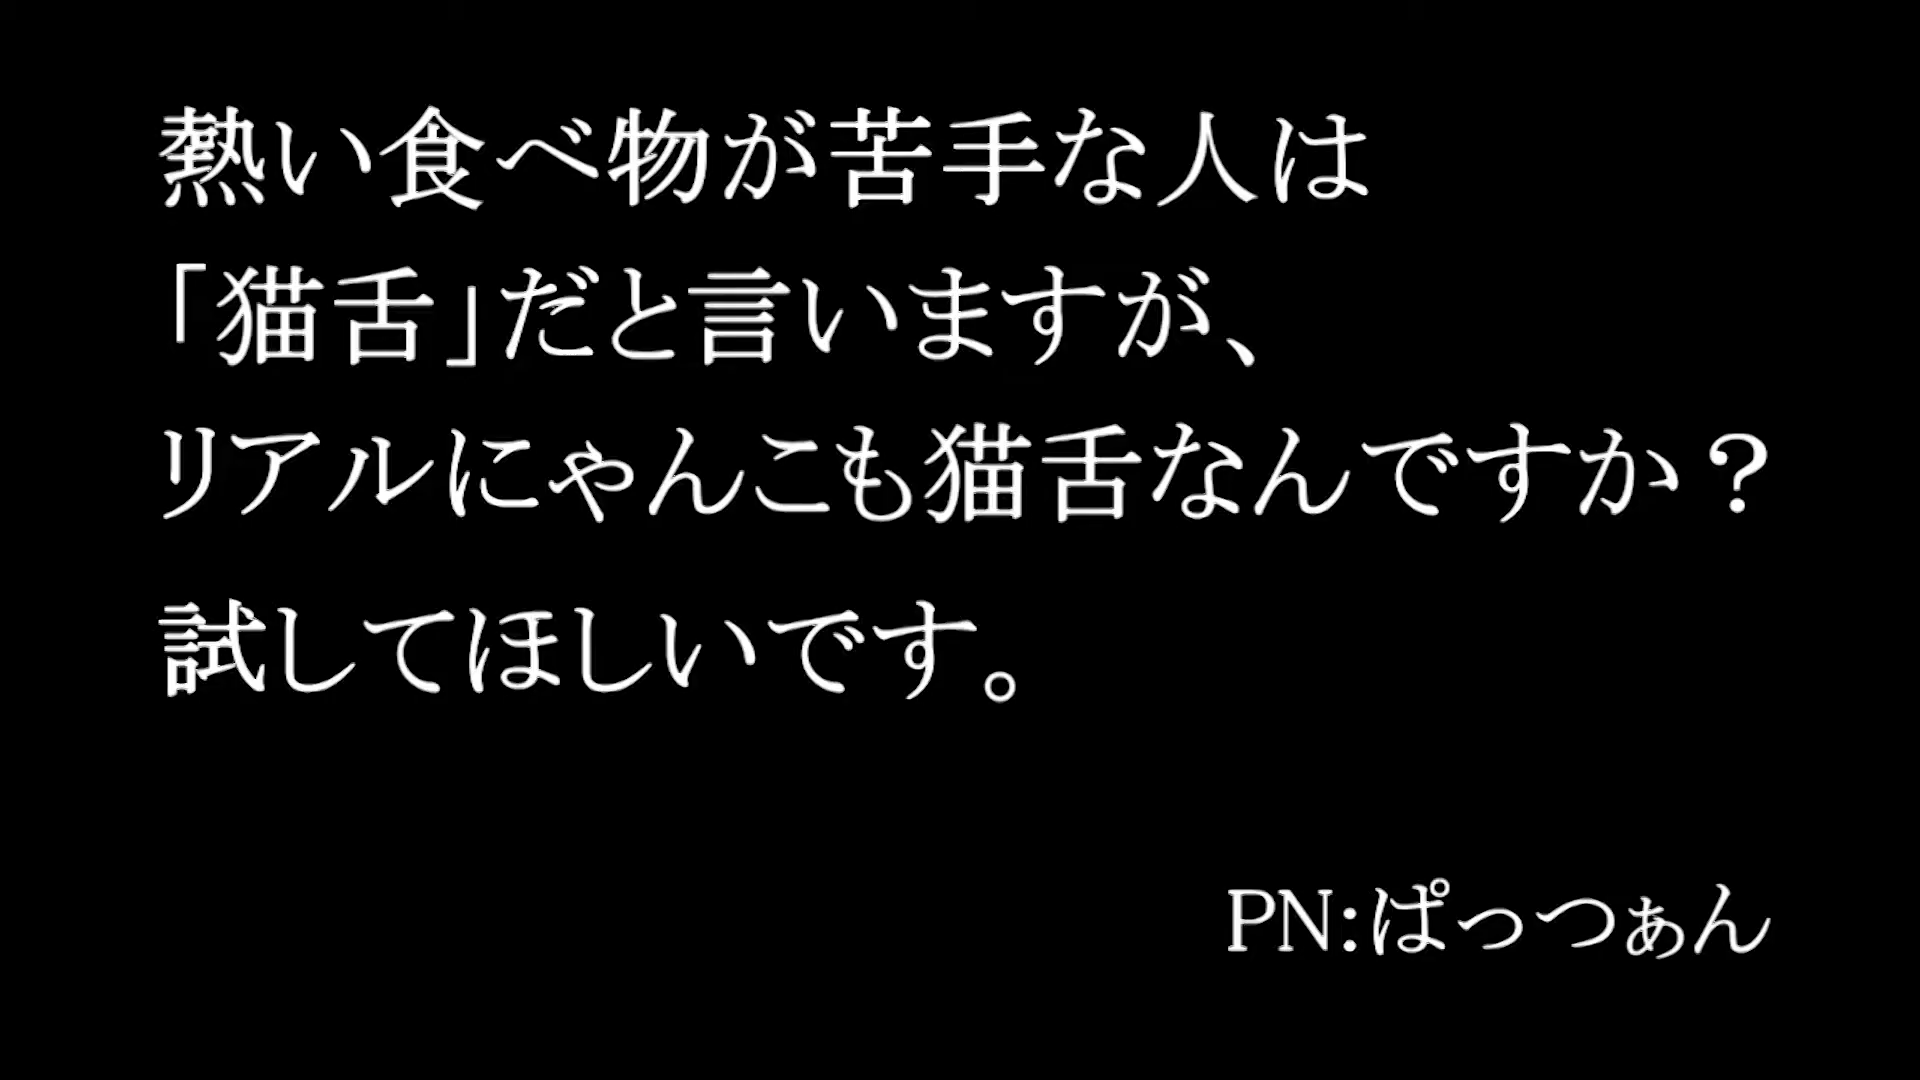 熱い食べ物が苦手な人は
「猫舌」だと言いますが、
リアルにゃんこも猫舌なんですか？
試してほしいです。
PN:ぱっつぁん